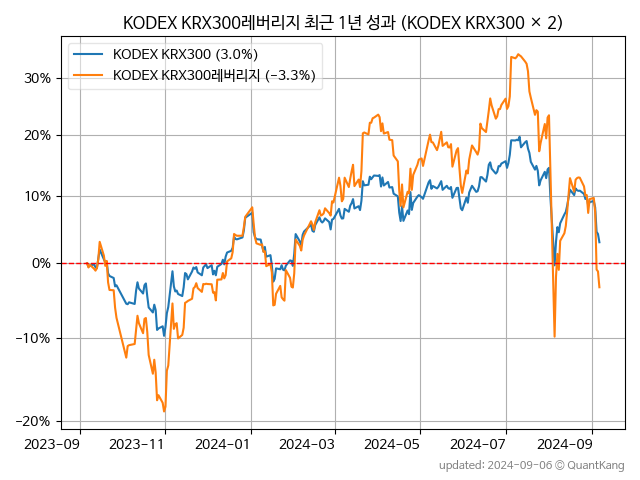 KODEX KRX300레버리지 최근 1년 성과 (KODEX KRX300 × 2)
KODEX KRX300 (3.0%)
KODEX KRX300레버리지 (−3.3%)
30%
20%
10%
0%
−10%
−20%
2023-09 2023-11 2024-01 2024-03 2024-05 2024-07 2024-09
updated: 2024-09-06 © QuantKang